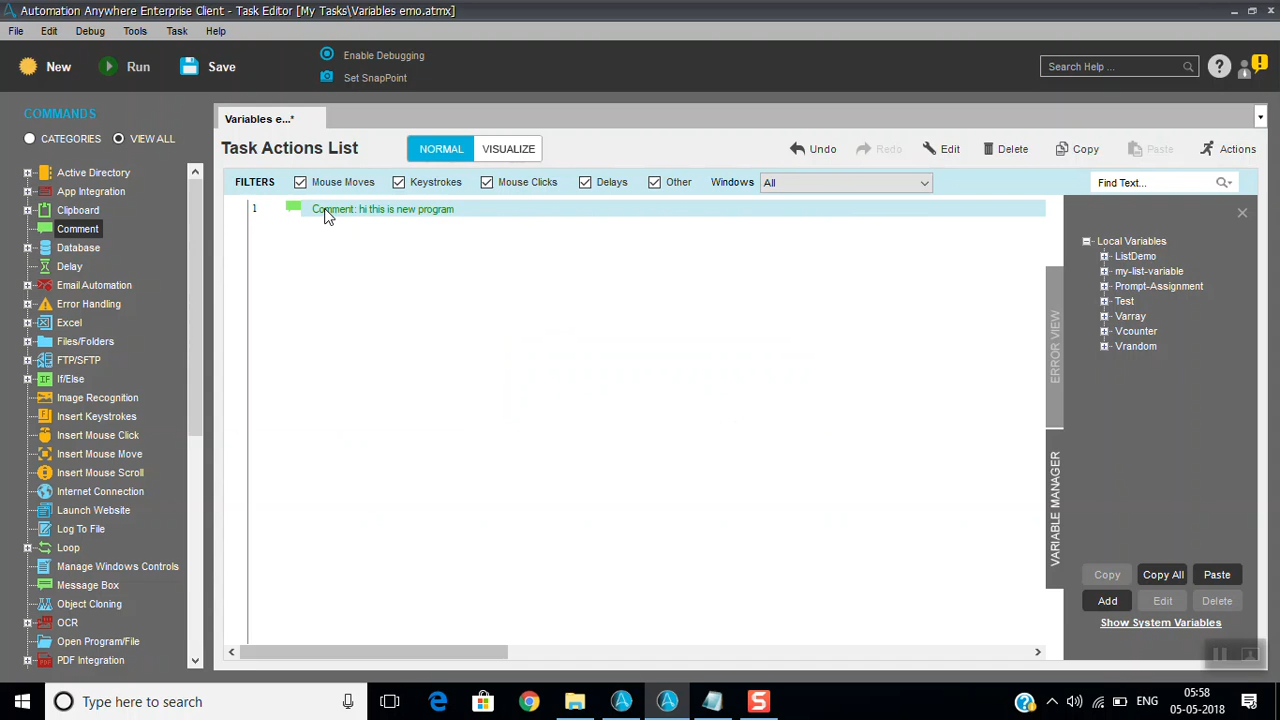 Automation Anywhere Enterprise Client - Task Editor [My Tasks\Variables emo.atmx]
File Edit Debug Tools Task Help
New Run Save
Enable Debugging
Set SnapPoint
Search Help ...
COMMANDS
CATEGORIES VIEW ALL
Active Directory
App Integration
Clipboard
Comment
Database
Delay
Email Automation
Error Handling
Excel
Files/Folders
FTP/SFTP
If/Else
Image Recognition
Insert Keystrokes
Insert Mouse Click
Insert Mouse Move
Insert Mouse Scroll
Internet Connection
Launch Website
Log To File
Loop
Manage Windows Controls
Message Box
Object Cloning
OCR
Open Program/File
PDF Integration
Variables e...*
Task Actions List NORMAL VISUALIZE Undo Redo Edit Delete Copy Paste Actions
FILTERS Mouse Moves Keystrokes Mouse Clicks Delays Other Windows All Find Text...
1 Comment: hi this is new program
ERROR VIEW
VARIABLE MANAGER
Local Variables
ListDemo
my-list-variable
Prompt-Assignment
Test
Varray
Vcounter
Vrandom
Copy Copy All Paste
Add Edit Delete
Show System Variables
Type here to search
ENG
05:58
05-05-2018